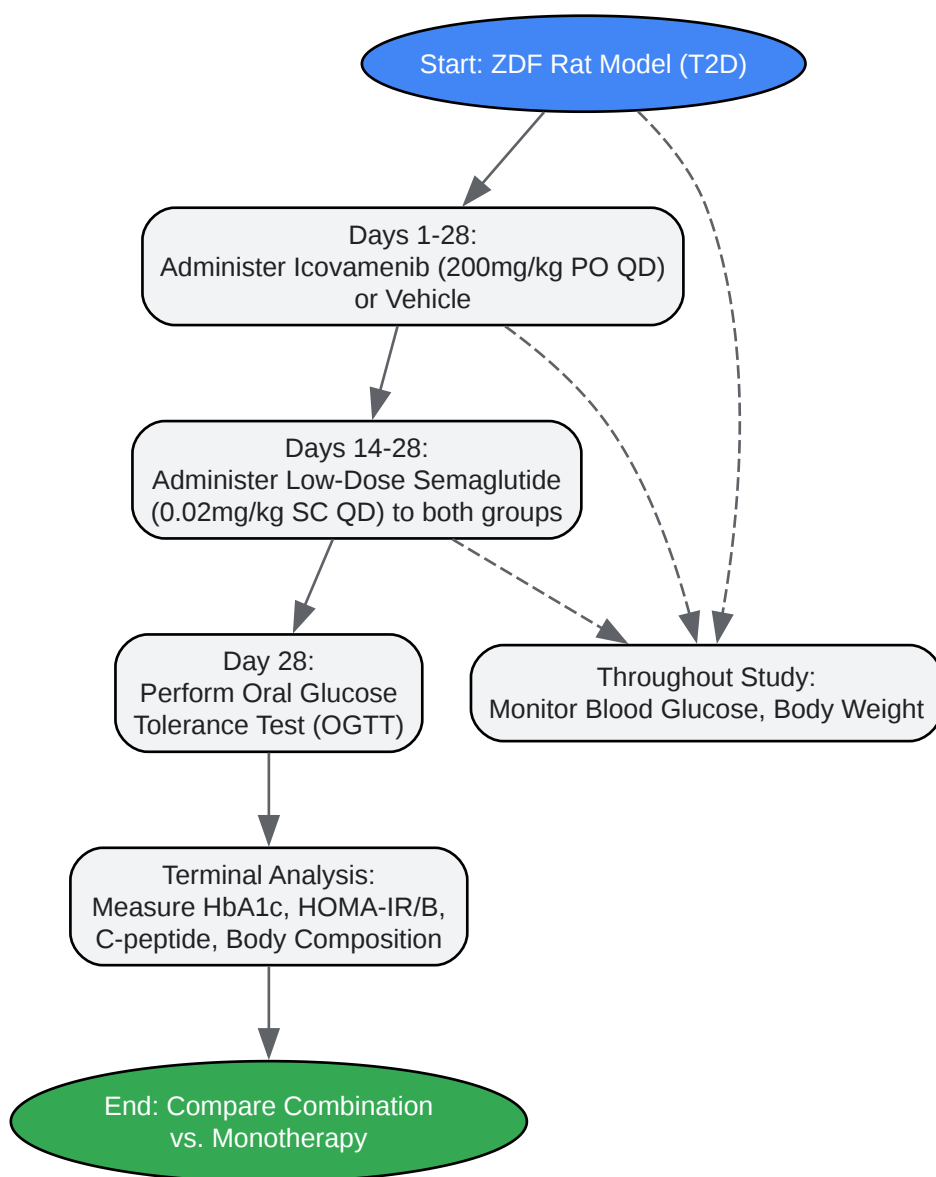 Start: ZDF Rat Model (T2D)
Days 1-28:
Administer Icovamenib (200mg/kg PO QD)
or Vehicle
Days 14-28:
Administer Low-Dose Semaglutide
(0.02mg/kg SC QD) to both groups
Day 28:
Perform Oral Glucose
Tolerance Test (OGTT)
Throughout Study:
Monitor Blood Glucose, Body Weight
Terminal Analysis:
Measure HbA1c, HOMA-IR/B,
C-peptide, Body Composition
End: Compare Combination
vs. Monotherapy